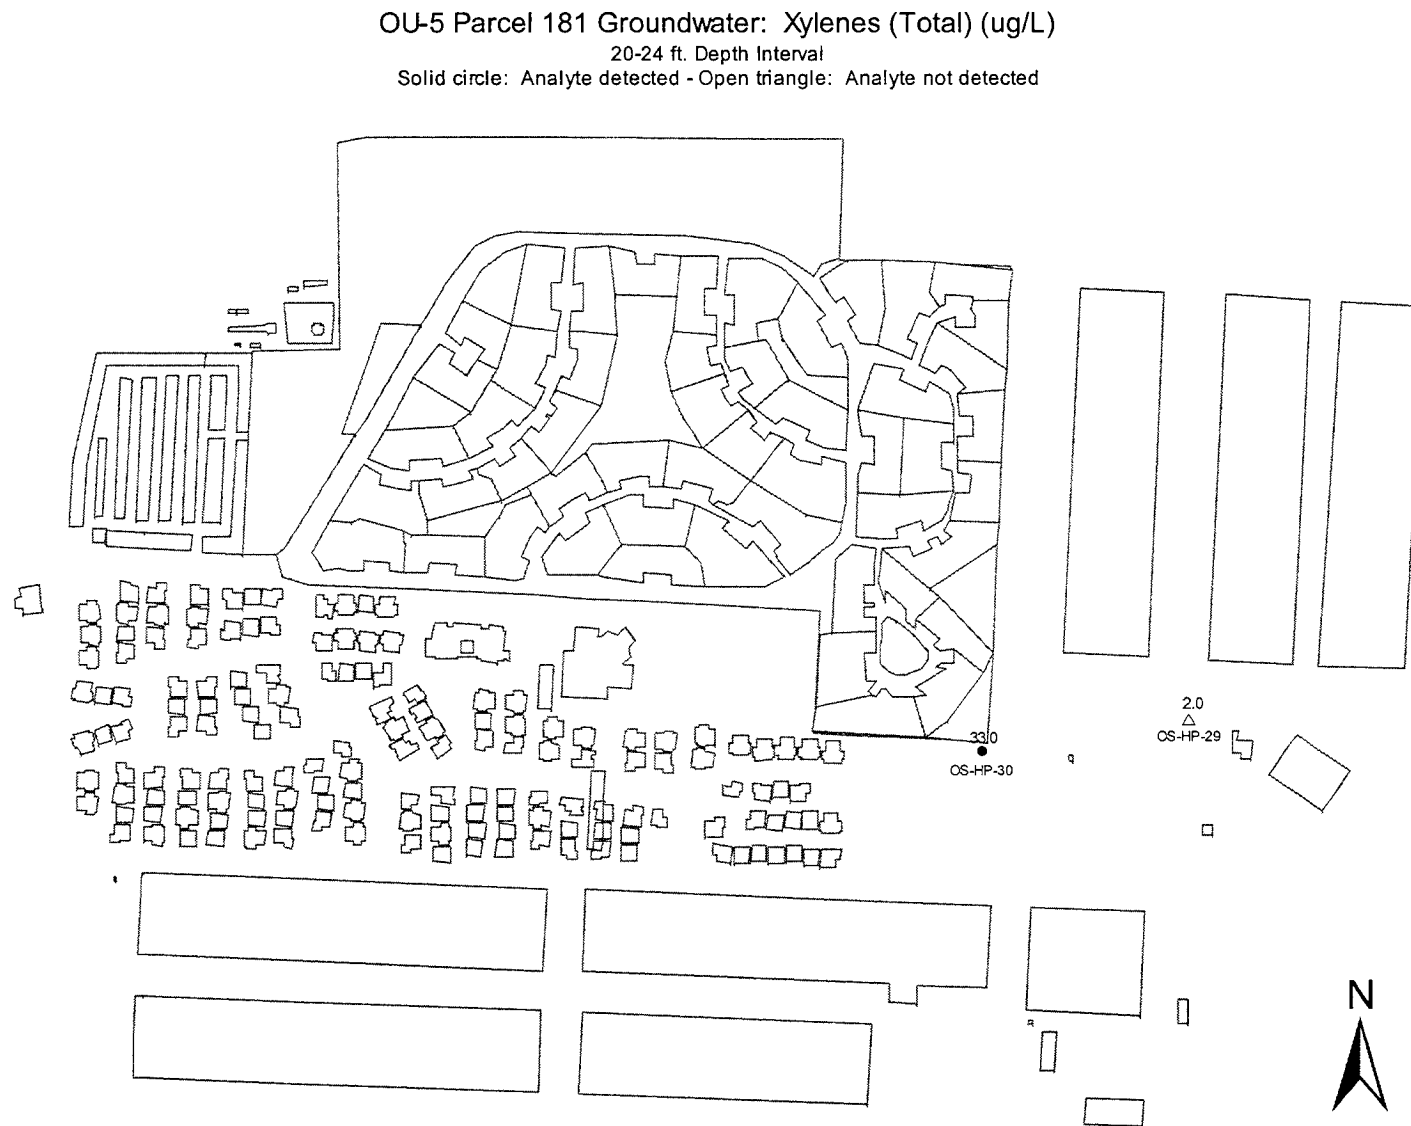 OU-5 Parcel 181 Groundwater: Xylenes (Total) (ug/L)
20-24 ft. Depth Interval
Solid circle: Analyte detected - Open triangle: Analyte not detected
2.0
OS-HP-29
33.0
OS-HP-30
N